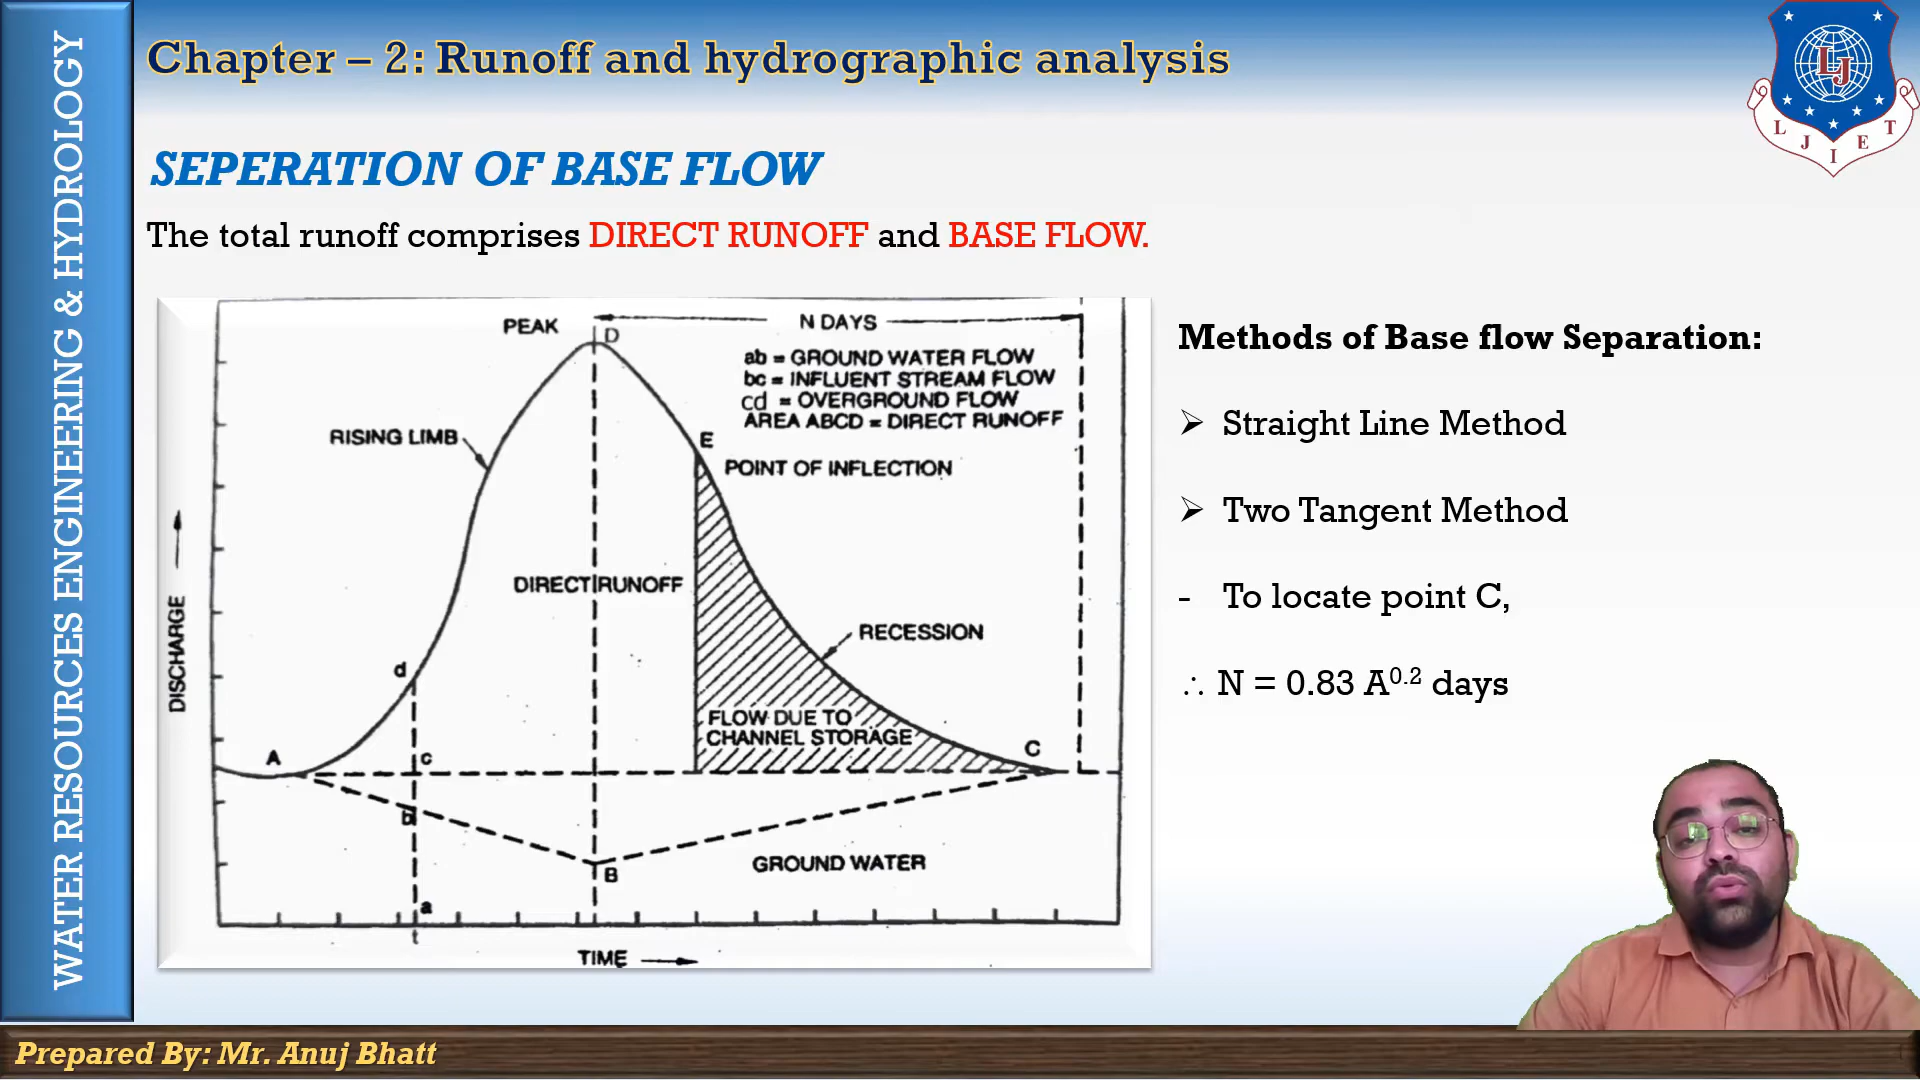 WATER RESOURCES ENGINEERING & HYDROLOGY
Chapter – 2: Runoff and hydrographic analysis
L J I E T
LJ
SEPERATION OF BASE FLOW
The total runoff comprises DIRECT RUNOFF and BASE FLOW.
PEAK
D
N DAYS
ab = GROUND WATER FLOW
bc = INFLUENT STREAM FLOW
cd = OVERGROUND FLOW
AREA ABCD = DIRECT RUNOFF
RISING LIMB
E
POINT OF INFLECTION
DIRECT RUNOFF
DISCHARGE
RECESSION
d
FLOW DUE TO
CHANNEL STORAGE
A
c
C
b
GROUND WATER
B
a
t
TIME
Methods of Base flow Separation:
➢ Straight Line Method
➢ Two Tangent Method
- To locate point C,
∴ N = 0.83 A^0.2 days
Prepared By: Mr. Anuj Bhatt